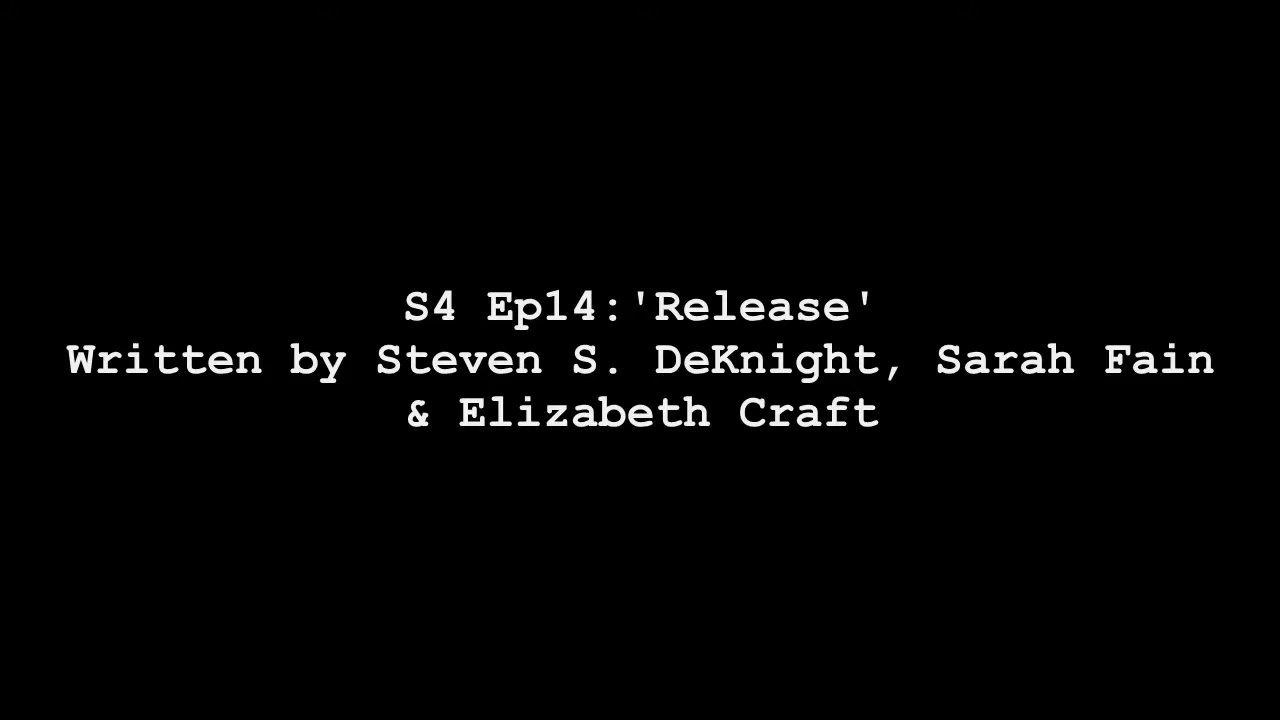 S4 Ep14:'Release'
Written by Steven S. DeKnight, Sarah Fain
& Elizabeth Craft